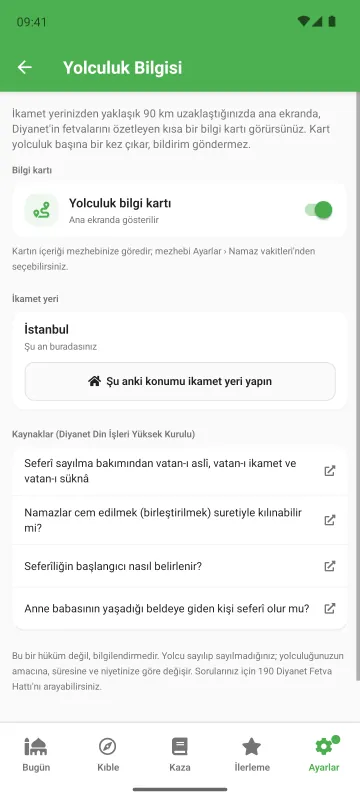 09:41
Yolculuk Bilgisi
İkamet yerinizden yaklaşık 90 km uzaklaştığınızda ana ekranda,
Diyanet'in fetvalarını özetleyen kısa bir bilgi kartı görürsünüz. Kart
yolculuk başına bir kez çıkar, bildirim göndermez.
Bilgi kartı
Yolculuk bilgi kartı
Ana ekranda gösterilir
Kartın içeriği mezhebinize göredir; mezhebi Ayarlar › Namaz vakitleri'nden
seçebilirsiniz.
İkamet yeri
İstanbul
Şu an buradasınız
Şu anki konumu ikamet yeri yapın
Kaynaklar (Diyanet Din İşleri Yüksek Kurulu)
Seferî sayılma bakımından vatan-ı aslî, vatan-ı ikamet ve
vatan-ı süknâ
Namazlar cem edilmek (birleştirilmek) suretiyle kılınabilir
mi?
Seferîliğin başlangıcı nasıl belirlenir?
Anne babasının yaşadığı beldeye giden kişi seferî olur mu?
Bu bir hüküm değil, bilgilendirmedir. Yolcu sayılıp sayılmadığınız; yolculuğunuzun
amacına, süresine ve niyetinize göre değişir. Sorularınız için 190 Diyanet Fetva
Hattı'nı arayabilirsiniz.
Bugün
Kıble
Kaza
İlerleme
Ayarlar